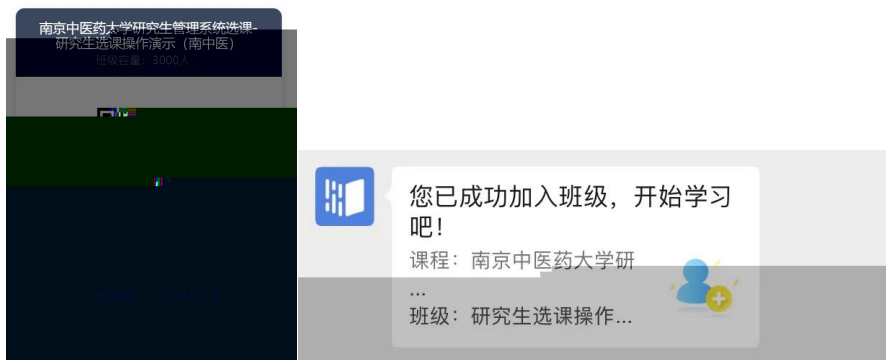 南京中医药大学研究生管理系统选课-
研究生选课操作演示（南中医）
班级容量：3000人
您已成功加入班级，开始学习
吧！
课程：南京中医药大学研
...
班级：研究生选课操作...